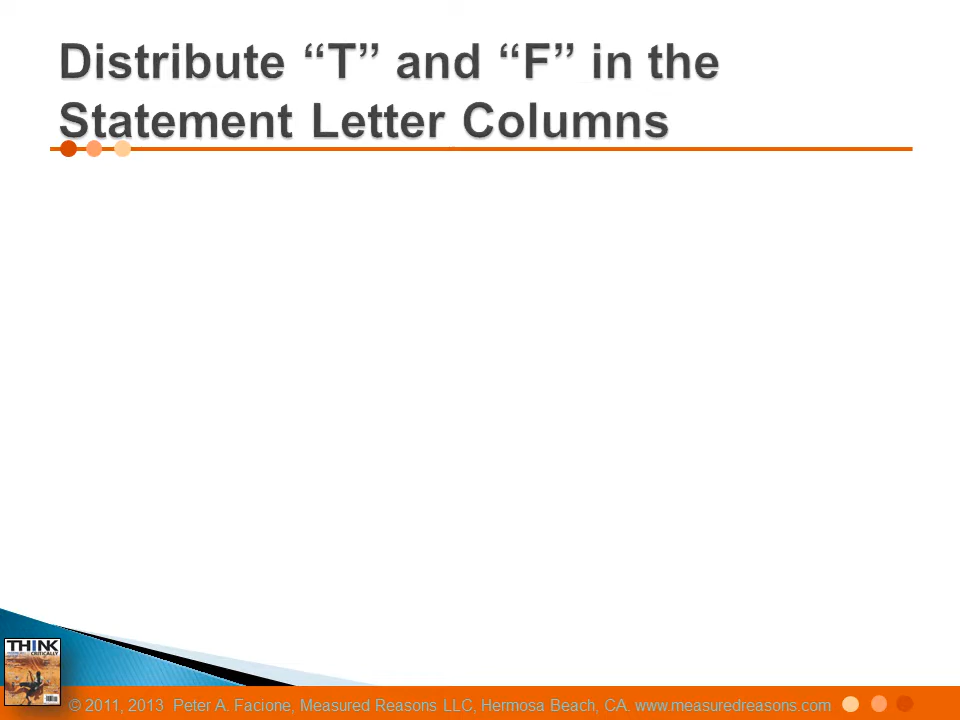 Distribute “T” and “F” in the
Statement Letter Columns
THINK
CRITICALLY
© 2011, 2013 Peter A. Facione, Measured Reasons LLC, Hermosa Beach, CA. www.measuredreasons.com